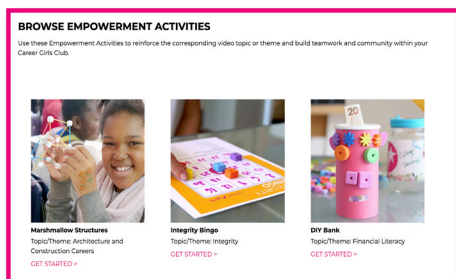 BROWSE EMPOWERMENT ACTIVITIES
Use these Empowerment Activities to reinforce the corresponding video topic or theme and build teamwork and community within your
Career Girls Club.
20
Marshmallow Structures
Topic/Theme: Architecture and
Construction Careers
GET STARTED >
Integrity Bingo
Topic/Theme: Integrity
GET STARTED >
DIY Bank
Topic/Theme: Financial Literacy
GET STARTED >